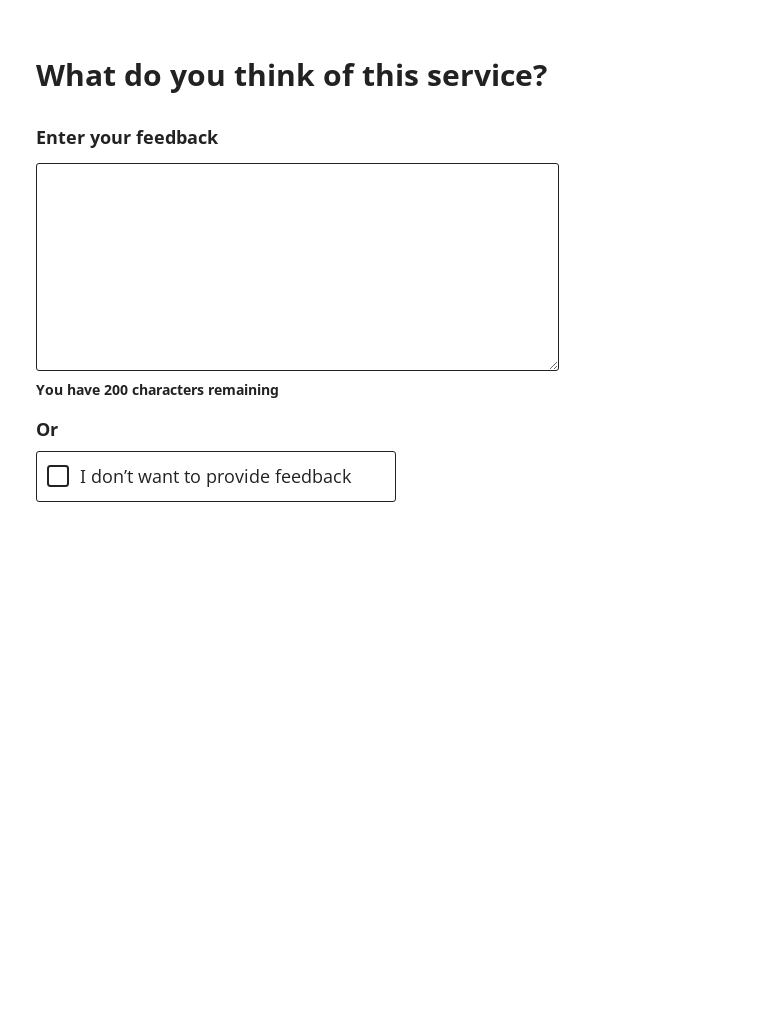 What do you think of this service?
Enter your feedback
You have 200 characters remaining
Or
I don’t want to provide feedback